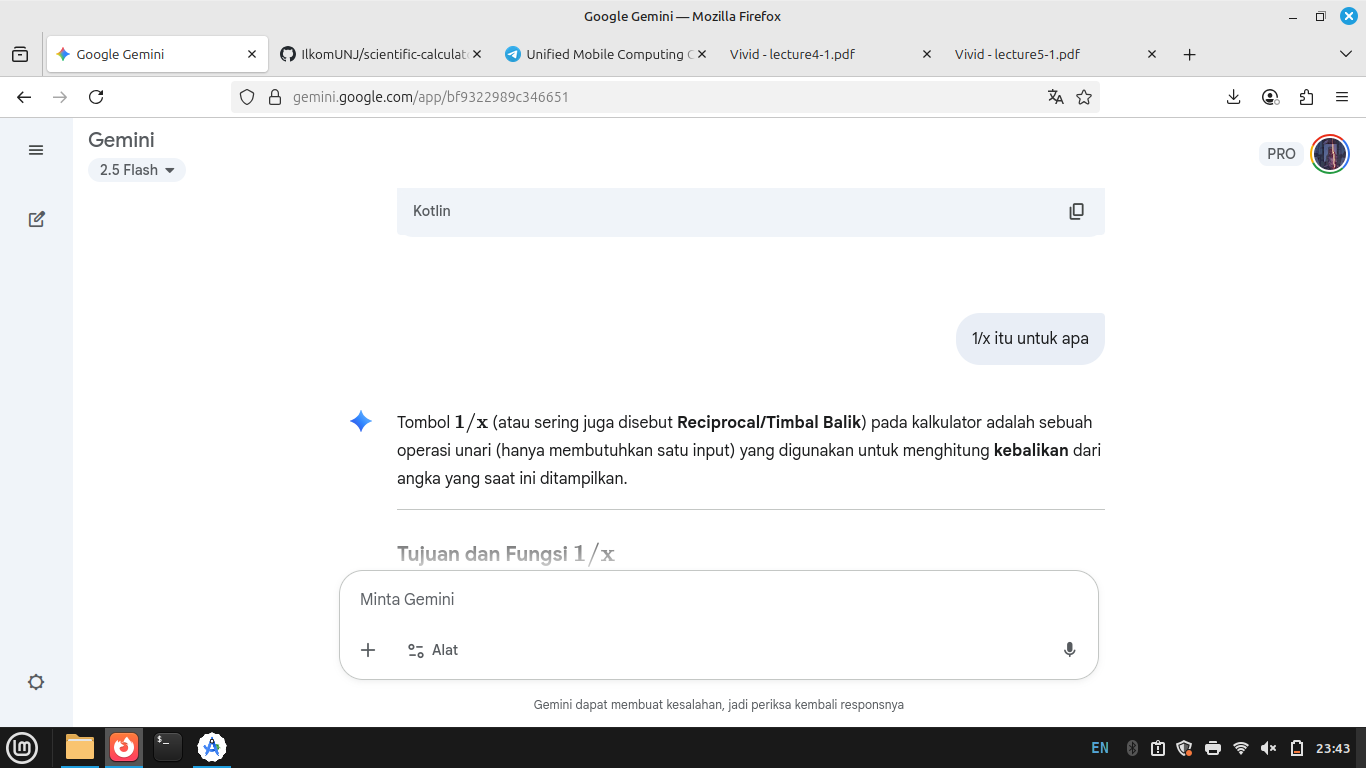 Google Gemini — Mozilla Firefox
Google Gemini
IlkomUNJ/scientific-calculat
Unified Mobile Computing C
Vivid - lecture4-1.pdf
Vivid - lecture5-1.pdf
gemini.google.com/app/bf9322989c346651
Gemini
2.5 Flash
PRO
Kotlin
1/x itu untuk apa
Tombol 1/x (atau sering juga disebut Reciprocal/Timbal Balik) pada kalkulator adalah sebuah
operasi unari (hanya membutuhkan satu input) yang digunakan untuk menghitung kebalikan dari
angka yang saat ini ditampilkan.
Tujuan dan Fungsi 1/x
Minta Gemini
Alat
Gemini dapat membuat kesalahan, jadi periksa kembali responsnya
EN
23:43